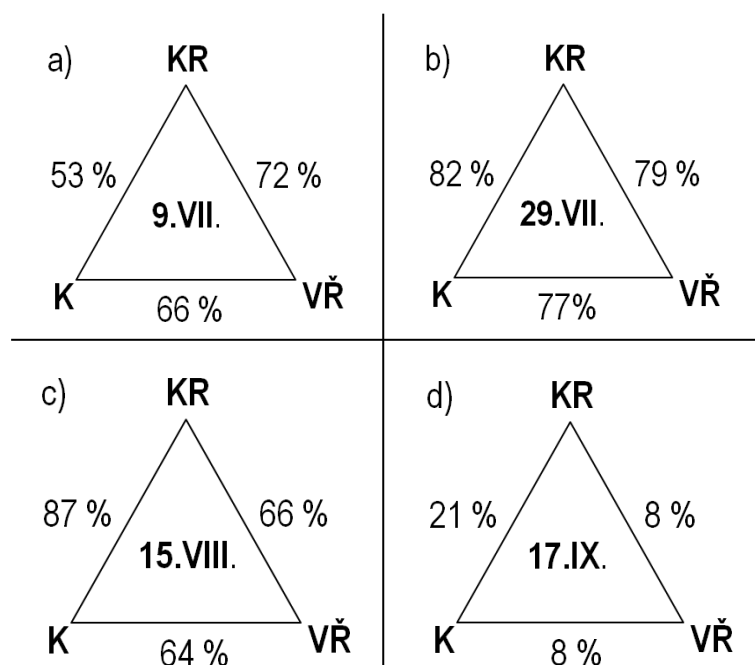 a)
KR
53 %
72 %
9.VII.
K
VŘ
66 %
b)
KR
82 %
79 %
29.VII.
K
VŘ
77%
c)
KR
87 %
66 %
15.VIII.
K
VŘ
64 %
d)
KR
21 %
8 %
17.IX.
K
VŘ
8 %